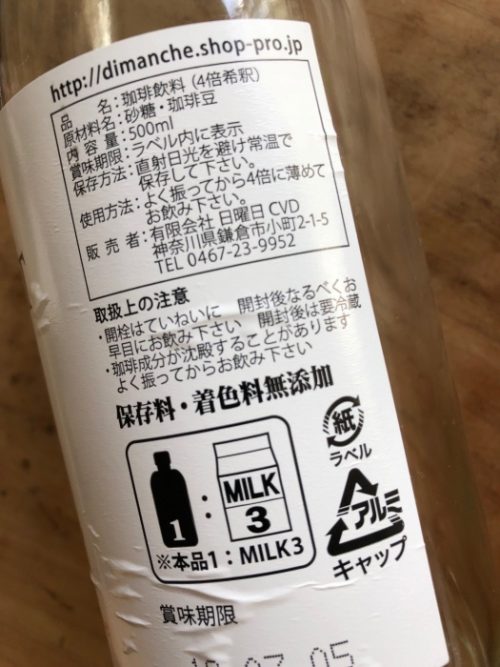 http://dimanche.shop-pro.jp
品名:珈琲飲料(4倍希釈)
原材料名:砂糖・珈琲豆
内容量:500ml
賞味期限:ラベル内に表示
保存方法:直射日光を避け常温で
保存して下さい。
使用方法:よく振ってから4倍に薄めて
お飲み下さい。
販売者:有限会社 日曜日 CVD
神奈川県鎌倉市小町2-1-5
TEL 0467-23-9952
取扱上の注意
・開栓はていねいに 開封後なるべくお
早目にお飲み下さい 開封後は要冷蔵
・珈琲成分が沈殿することがあります
よく振ってからお飲み下さい
保存料・着色料無添加
1:MILK 3
※本品1:MILK3
紙
ラベル
アルミ
キャップ
賞味期限